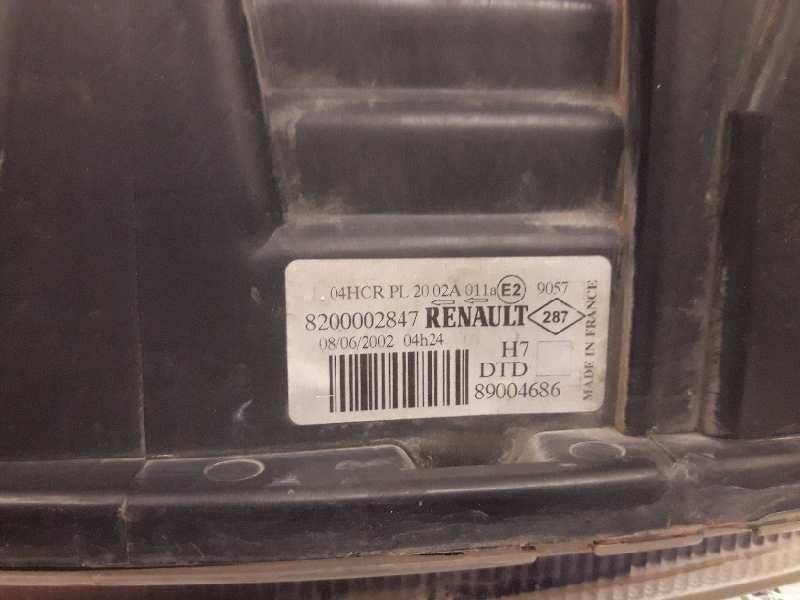 04HCR PL 20 02A 011a E2 9057
8200002847 RENAULT 287
08/06/2002 04h24
H7
DTD
89004686
MADE IN FRANCE